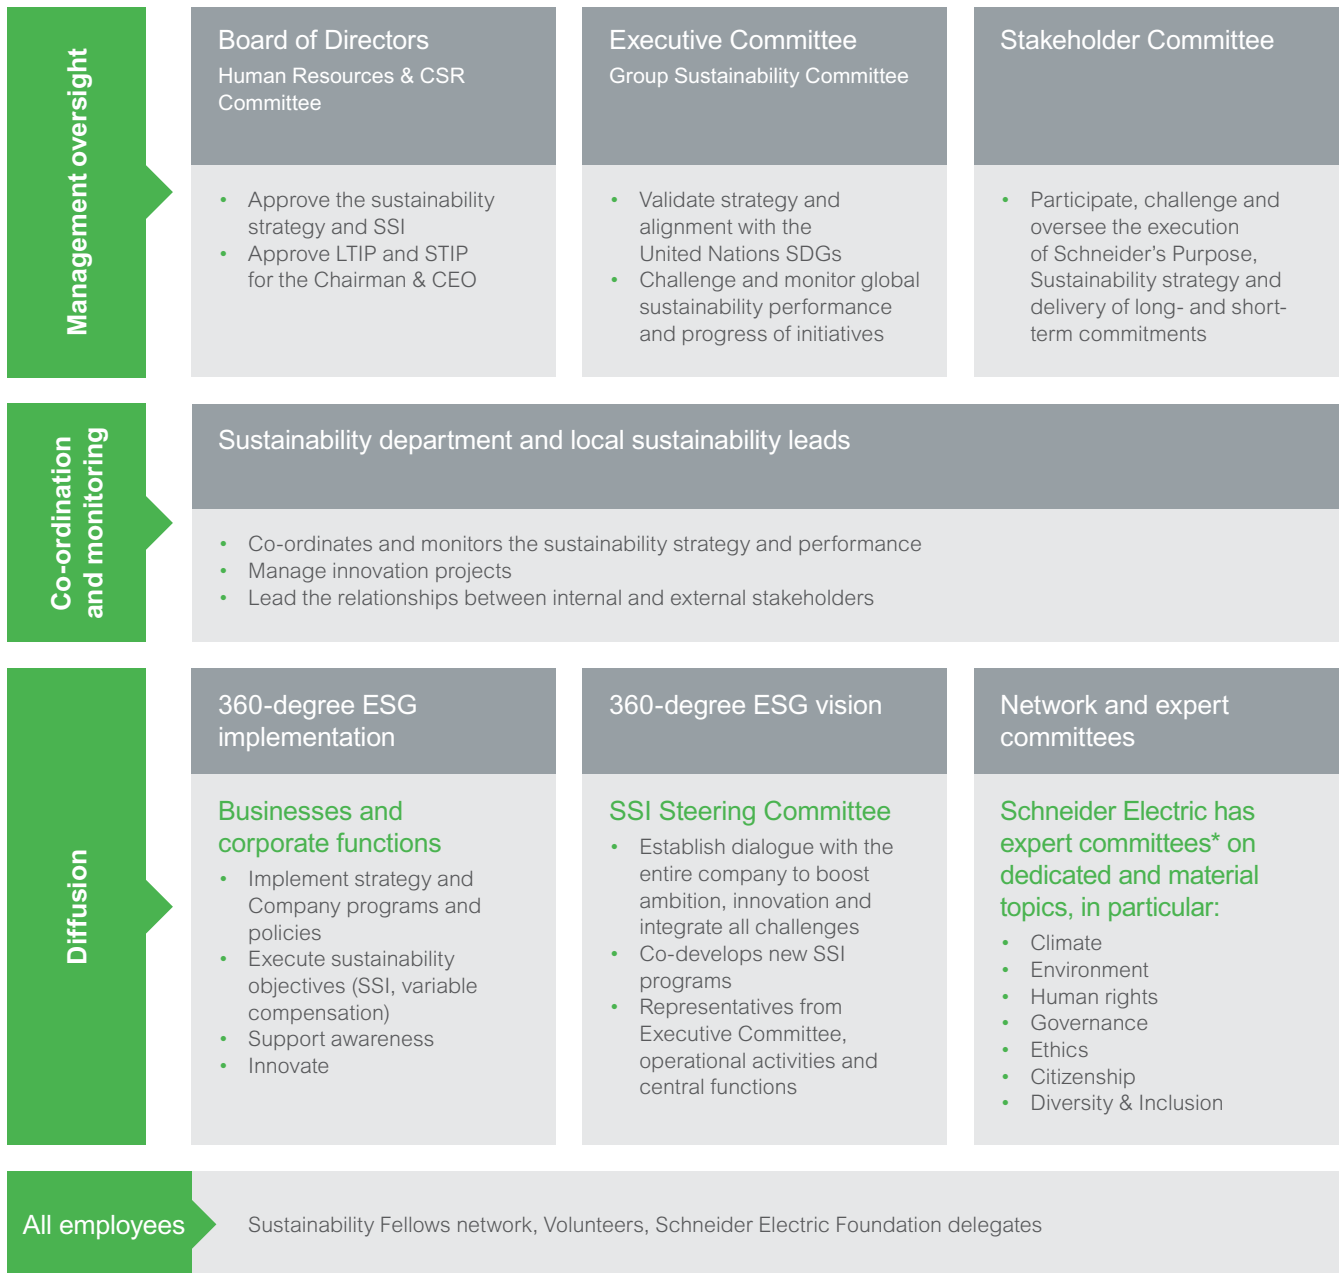 Management oversight
Board of Directors
Human Resources & CSR
Committee
• Approve the sustainability
strategy and SSI
• Approve LTIP and STIP
for the Chairman & CEO
Executive Committee
Group Sustainability Committee
• Validate strategy and
alignment with the
United Nations SDGs
• Challenge and monitor global
sustainability performance
and progress of initiatives
Stakeholder Committee
• Participate, challenge and
oversee the execution
of Schneider’s Purpose,
Sustainability strategy and
delivery of long- and short-
term commitments
Co-ordination
and monitoring
Sustainability department and local sustainability leads
• Co-ordinates and monitors the sustainability strategy and performance
• Manage innovation projects
• Lead the relationships between internal and external stakeholders
Diffusion
360-degree ESG
implementation
Businesses and
corporate functions
• Implement strategy and
Company programs and
policies
• Execute sustainability
objectives (SSI, variable
compensation)
• Support awareness
• Innovate
360-degree ESG vision
SSI Steering Committee
• Establish dialogue with the
entire company to boost
ambition, innovation and
integrate all challenges
• Co-develops new SSI
programs
• Representatives from
Executive Committee,
operational activities and
central functions
Network and expert
committees
Schneider Electric has
expert committees* on
dedicated and material
topics, in particular:
• Climate
• Environment
• Human rights
• Governance
• Ethics
• Citizenship
• Diversity & Inclusion
All employees
Sustainability Fellows network, Volunteers, Schneider Electric Foundation delegates